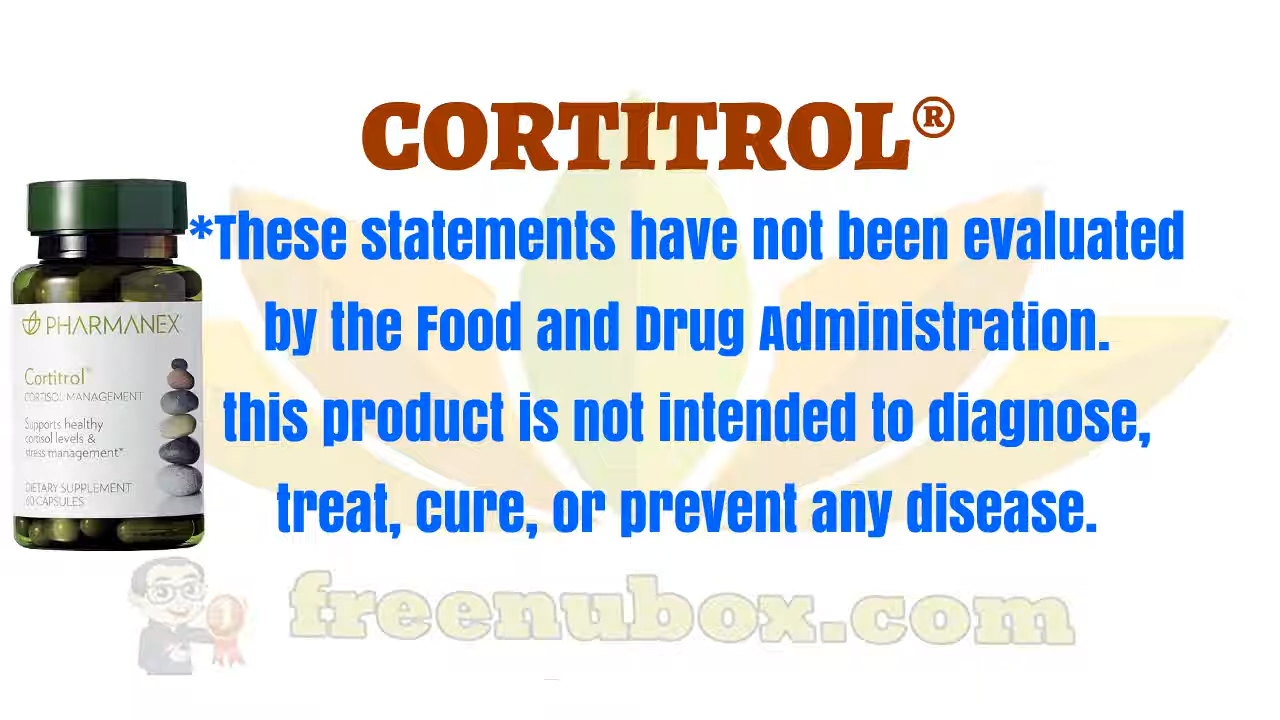 CORTITROL®
*These statements have not been evaluated
by the Food and Drug Administration.
this product is not intended to diagnose,
treat, cure, or prevent any disease.
PHARMANEX
Cortitrol®
CORTISOL MANAGEMENT
Supports healthy
cortisol levels &
stress management*
DIETARY SUPPLEMENT
60 CAPSULES
1
freenubox.com